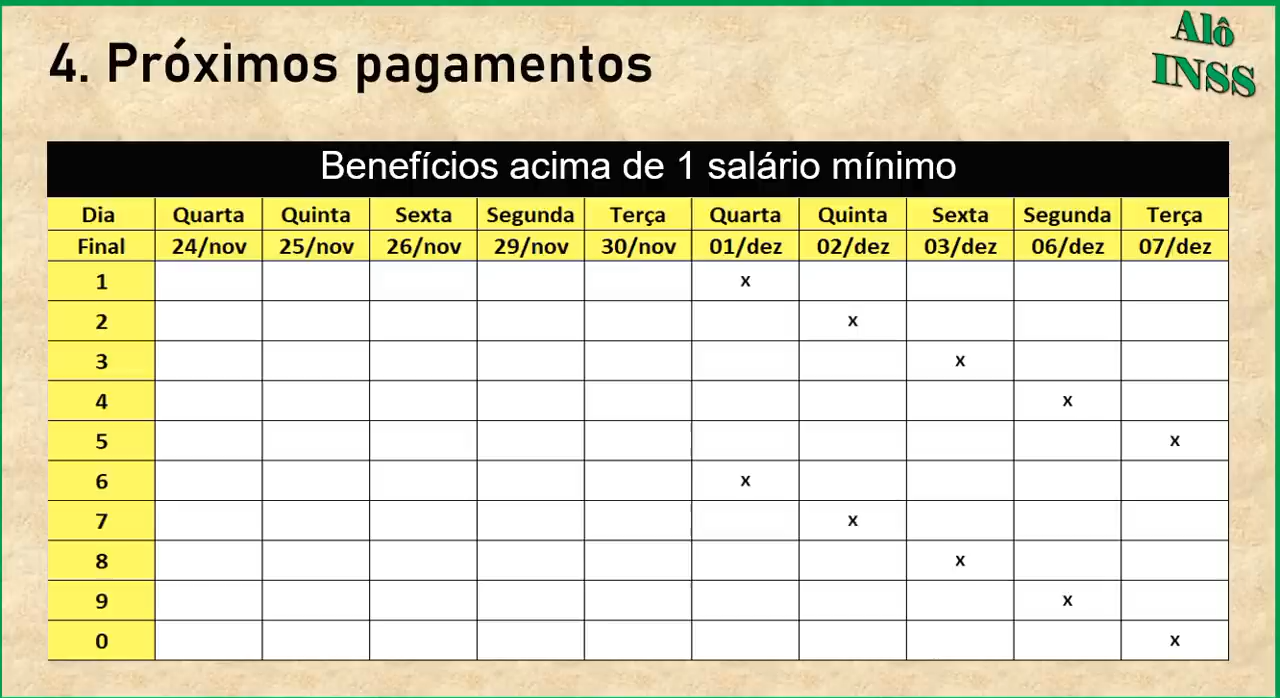 4. Próximos pagamentos
Alô
INSS
Benefícios acima de 1 salário mínimo
Dia Quarta Quinta Sexta Segunda Terça Quarta Quinta Sexta Segunda Terça
Final 24/nov 25/nov 26/nov 29/nov 30/nov 01/dez 02/dez 03/dez 06/dez 07/dez
1 x
2 x
3 x
4 x
5 x
6 x
7 x
8 x
9 x
0 x